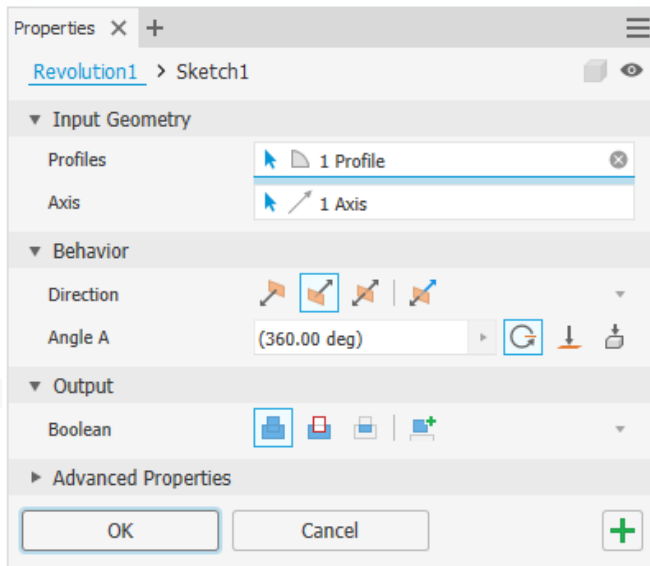 Properties
Revolution1 > Sketch1
Input Geometry
Profiles 1 Profile
Axis 1 Axis
Behavior
Direction
Angle A (360.00 deg)
Output
Boolean
Advanced Properties
OK Cancel